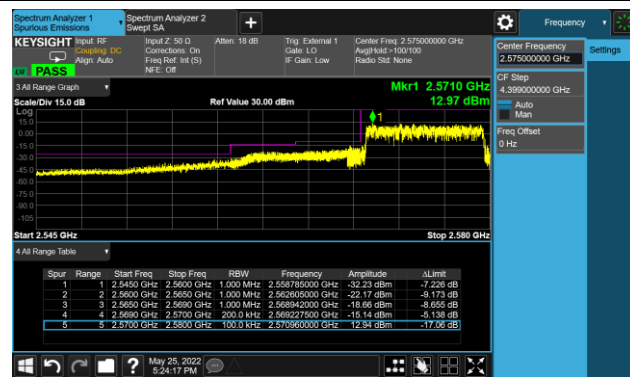 Spectrum Analyzer 1
Spurious Emissions
Spectrum Analyzer 2
Swept SA
Frequency
KEYSIGHT
Input: RF
Coupling: DC
Align: Auto
Input Z: 50 Ω
Corrections: On
Freq Ref: Int (S)
NFE: Off
Atten: 18 dB
Trig: External 1
Gate: LO
IF Gain: Low
Center Freq: 2.575000000 GHz
Avg|Hold:>100/100
Radio Std: None
LW
PASS
3 All Range Graph
Scale/Div 15.0 dB
Ref Value 30.00 dBm
Mkr1 2.5710 GHz
12.97 dBm
Log
15.0
0.00
-15.0
-30.0
-45.0
-60.0
-75.0
-90.0
-105
1
Start 2.545 GHz
Stop 2.580 GHz
4 All Range Table
Spur Range Start Freq Stop Freq RBW Frequency Amplitude ΔLimit
1 1 2.5450 GHz 2.5600 GHz 1.000 MHz 2.558785000 GHz -32.23 dBm -7.226 dB
2 2 2.5600 GHz 2.5650 GHz 1.000 MHz 2.562605000 GHz -22.17 dBm -9.173 dB
3 3 2.5650 GHz 2.5690 GHz 1.000 MHz 2.568942000 GHz -18.66 dBm -8.655 dB
4 4 2.5690 GHz 2.5700 GHz 200.0 kHz 2.569227500 GHz -15.14 dBm -5.138 dB
5 5 2.5700 GHz 2.5800 GHz 100.0 kHz 2.570960000 GHz 12.94 dBm -17.06 dB
Center Frequency
2.575000000 GHz
Settings
CF Step
4.399000000 GHz
Auto
Man
Freq Offset
0 Hz
?
May 25, 2022
5:24:17 PM